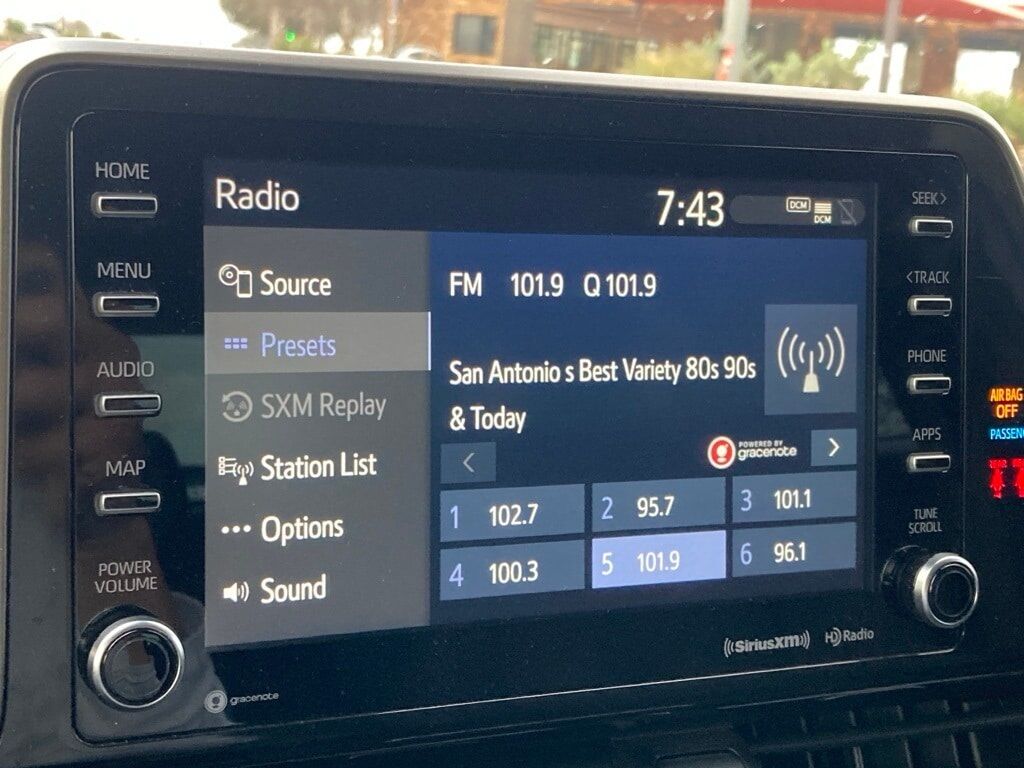 HOME
MENU
AUDIO
MAP
POWER
VOLUME
Radio
7:43
DCM
DCM
Source
Presets
SXM Replay
Station List
Options
Sound
FM 101.9 Q 101.9
San Antonio s Best Variety 80s 90s
& Today
POWERED BY
gracenote
1 102.7
2 95.7
3 101.1
4 100.3
5 101.9
6 96.1
SEEK >
< TRACK
PHONE
APPS
TUNE
SCROLL
AIR BAG
OFF
PASSEN
gracenote
((SiriusXM))
HD Radio